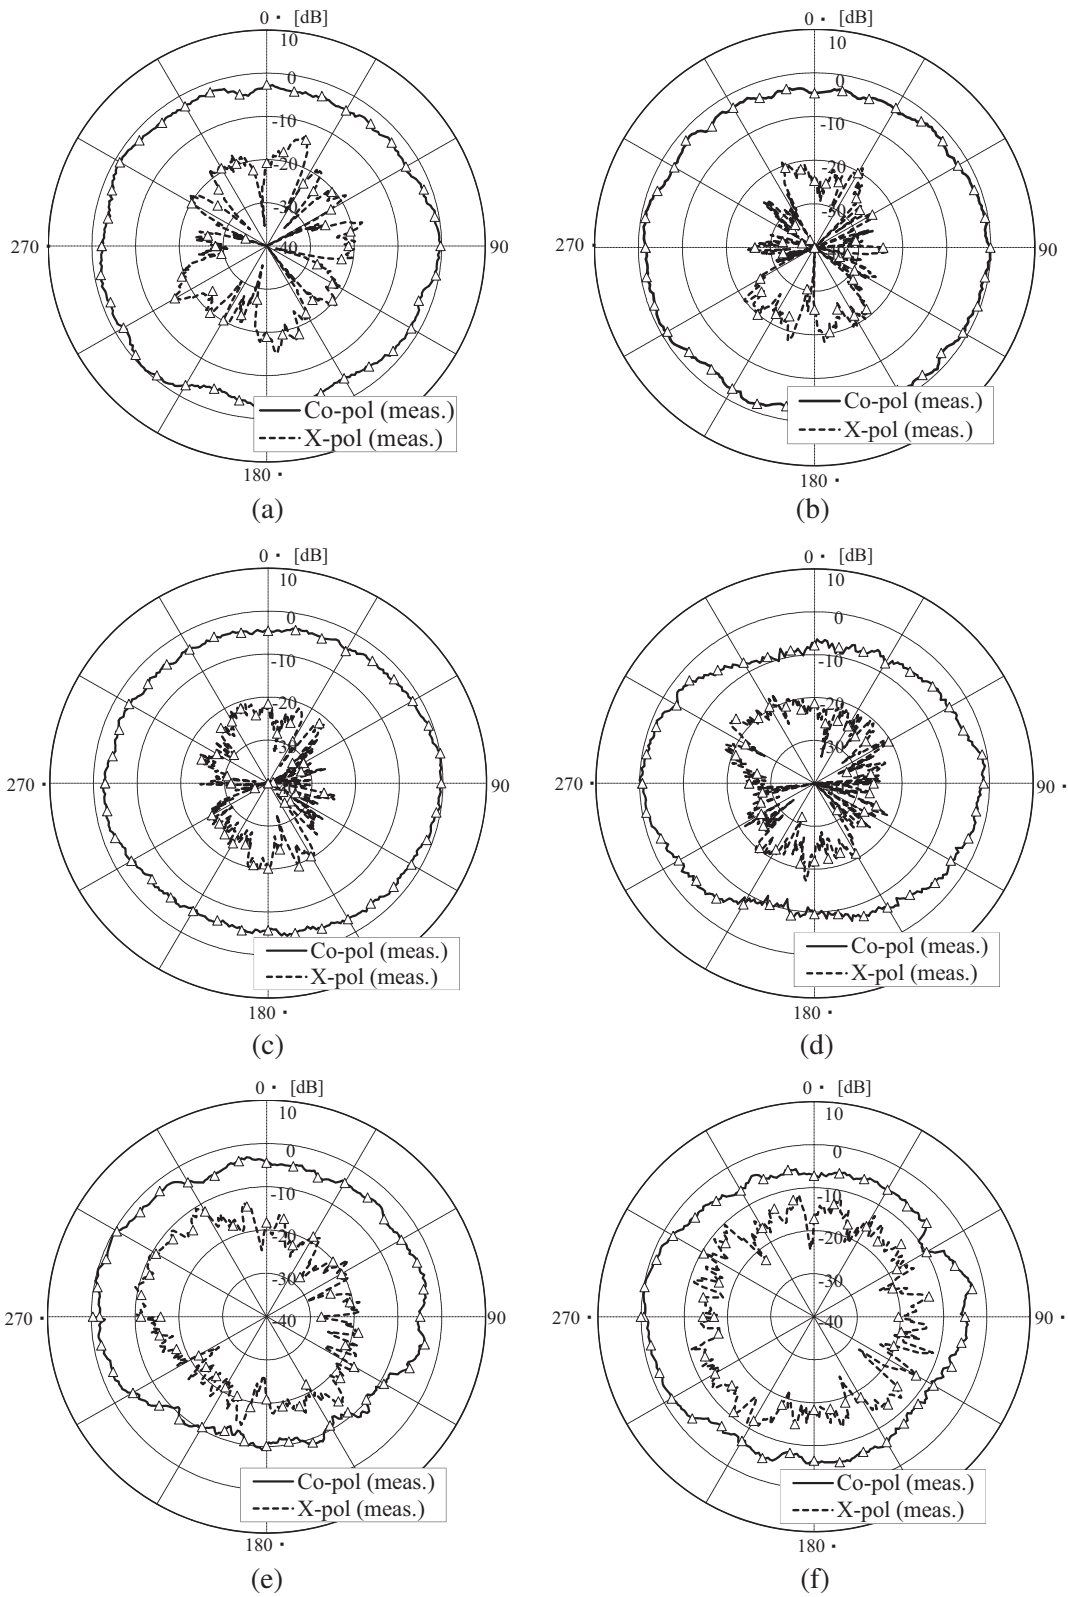 0 · [dB]
10
0
-10
-20
-30
-40
270 ·
90
Co-pol (meas.)
X-pol (meas.)
180 ·
(a)
0 · [dB]
10
0
-10
-20
-30
270 ·
90
Co-pol (meas.)
X-pol (meas.)
180 ·
(b)
0 · [dB]
10
0
-10
-20
-30
270 ·
90
Co-pol (meas.)
X-pol (meas.)
180 ·
(c)
0 · [dB]
10
0
-10
-20
-30
270 ·
90 ·
Co-pol (meas.)
X-pol (meas.)
180 ·
(d)
0 · [dB]
10
0
-10
-20
-30
-40
270 ·
90
Co-pol (meas.)
X-pol (meas.)
180 ·
(e)
0 · [dB]
10
0
-10
-20
-30
-40
270 ·
90 ·
Co-pol (meas.)
X-pol (meas.)
180 ·
(f)